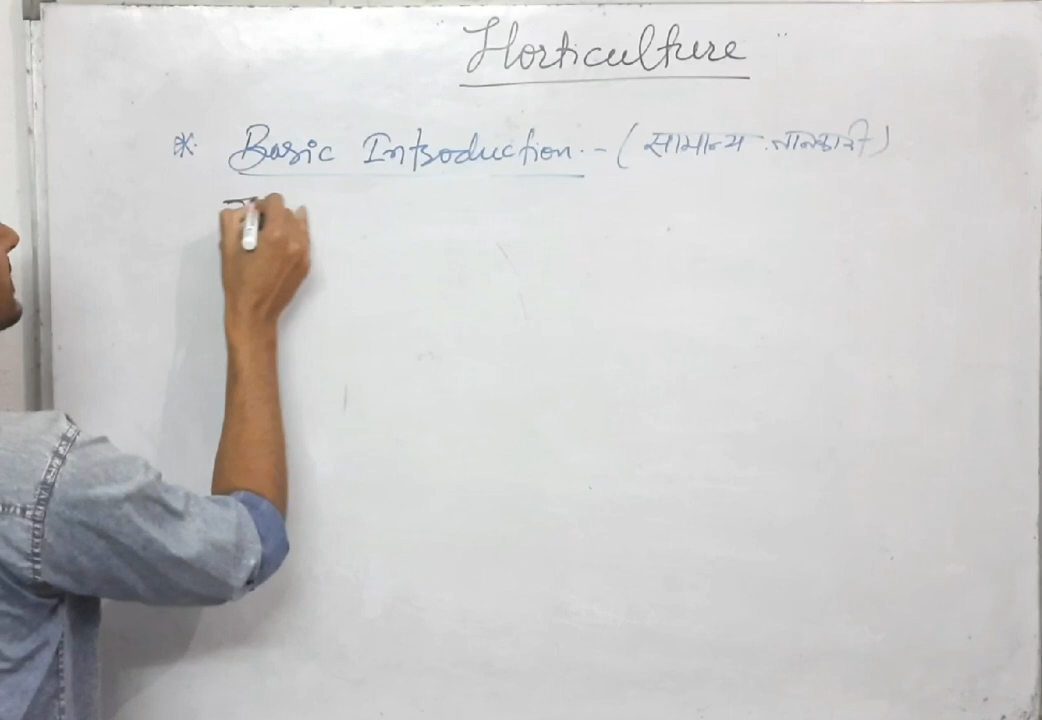 Horticulture "
* Basic Introduction :- (सामान्य जानकारी)